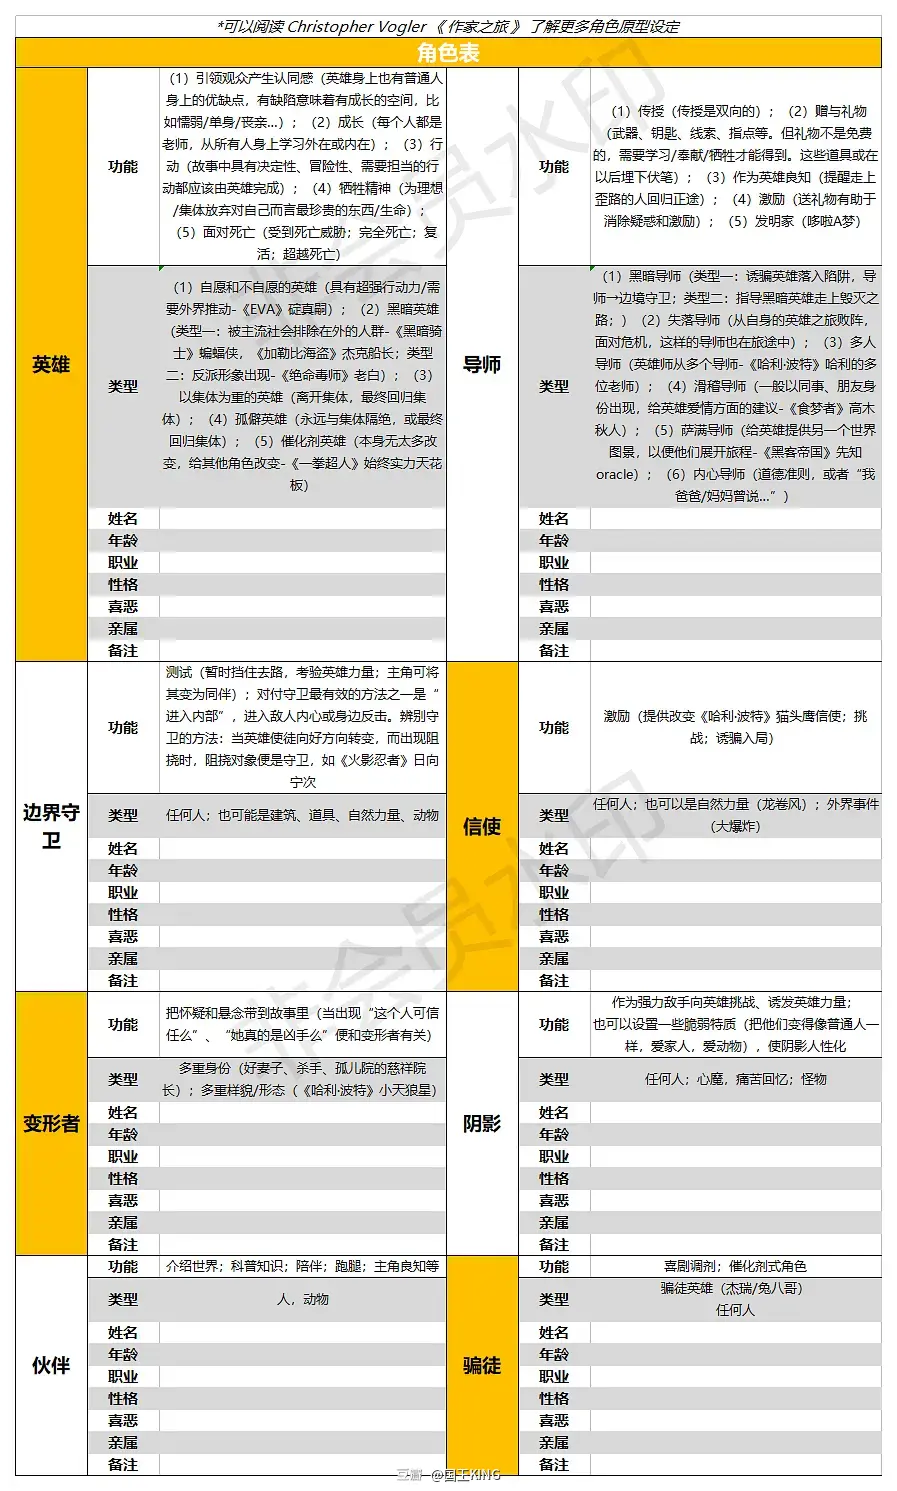 *可以阅读 Christopher Vogler 《作家之旅》 了解更多角色原型设定
角色表
英雄
功能
（1）引领观众产生认同感（英雄身上也有普通人
身上的优缺点，有缺陷意味着有成长的空间，比
如懦弱/单身/丧亲...）；（2）成长（每个人都是
老师，从所有人身上学习外在或内在）；（3）行
动（故事中具有决定性、冒险性、需要担当的行
动都应该由英雄完成）；（4）牺牲精神（为理想
/集体放弃对自己而言最珍贵的东西/生命）；
（5）面对死亡（受到死亡威胁；完全死亡；复
活；超越死亡）
类型
（1）自愿和不自愿的英雄（具有超强行动力/需
要外界推动-《EVA》碇真嗣）；（2）黑暗英雄
（类型一：被主流社会排除在外的人群-《黑暗骑
士》蝙蝠侠，《加勒比海盗》杰克船长；类型
二：反派形象出现-《绝命毒师》老白）；（3）
以集体为重的英雄（离开集体，最终回归集
体）；（4）孤僻英雄（永远与集体隔绝，或最终
回归集体）；（5）催化剂英雄（本身无太多改
变，给其他角色改变-《一拳超人》始终实力天花
板）
姓名
年龄
职业
性格
喜恶
亲属
备注
导师
功能
（1）传授（传授是双向的）；（2）赠与礼物
（武器、钥匙、线索、指点等。但礼物不是免费
的，需要学习/奉献/牺牲才能得到。这些道具或在
以后埋下伏笔）；（3）作为英雄良知（提醒走上
歪路的人回归正途）；（4）激励（送礼物有助于
消除疑惑和激励）；（5）发明家（哆啦A梦）
类型
（1）黑暗导师（类型一：诱骗英雄落入陷阱，导
师→边境守卫；类型二：指导黑暗英雄走上毁灭之
路；）（2）失落导师（从自身的英雄之旅败阵，
面对危机，这样的导师也在旅途中）；（3）多人
导师（英雄师从多个导师-《哈利·波特》哈利的多
位老师）；（4）滑稽导师（一般以同事、朋友身
份出现，给英雄爱情方面的建议-《食梦者》高木
秋人）；（5）萨满导师（给英雄提供另一个世界
图景，以便他们展开旅程-《黑客帝国》先知
oracle）；（6）内心导师（道德准则，或者“我
爸爸/妈妈曾说...”）
姓名
年龄
职业
性格
喜恶
亲属
备注
边界守
卫
功能
测试（暂时挡住去路，考验英雄力量；主角可将
其变为同伴）；对付守卫最有效的方法之一是“
进入内部”，进入敌人内心或身边反击。辨别守
卫的方法：当英雄使徒向好方向转变，而出现阻
挠时，阻挠对象便是守卫，如《火影忍者》日向
宁次
类型
任何人；也可能是建筑、道具、自然力量、动物
姓名
年龄
职业
性格
喜恶
亲属
备注
信使
功能
激励（提供改变《哈利·波特》猫头鹰信使；挑
战；诱骗入局）
类型
任何人；也可以是自然力量（龙卷风）；外界事件
（大爆炸）
姓名
年龄
职业
性格
喜恶
亲属
备注
变形者
功能
把怀疑和悬念带到故事里（当出现“这个人可信
任么”、“她真的是凶手么”便和变形者有关）
类型
多重身份（好妻子、杀手、孤儿院的慈祥院
长）；多重样貌/形态（《哈利·波特》小天狼星）
姓名
年龄
职业
性格
喜恶
亲属
备注
阴影
功能
作为强力敌手向英雄挑战、诱发英雄力量；
也可以设置一些脆弱特质（把他们变得像普通人一
样，爱家人，爱动物），使阴影人性化
类型
任何人；心魔，痛苦回忆；怪物
姓名
年龄
职业
性格
喜恶
亲属
备注
伙伴
功能
介绍世界；科普知识；陪伴；跑腿；主角良知等
类型
人，动物
姓名
年龄
职业
性格
喜恶
亲属
备注
骗徒
功能
喜剧调剂；催化剂式角色
类型
骗徒英雄（杰瑞/兔八哥）
任何人
姓名
年龄
职业
性格
喜恶
亲属
备注
非会员水印
非会员水印
豆瓣 @国王KING